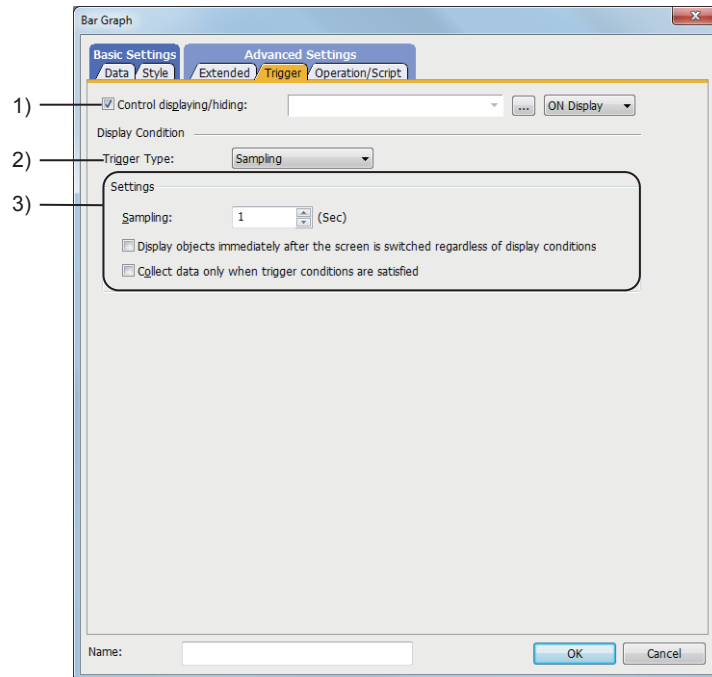 Bar Graph
x
Basic Settings Advanced Settings
Data Style Extended Trigger Operation/Script
1) Control displaying/hiding: ... ON Display
Display Condition
2) Trigger Type: Sampling
3) Settings
Sampling: 1 (Sec)
Display objects immediately after the screen is switched regardless of display conditions
Collect data only when trigger conditions are satisfied
Name: OK Cancel